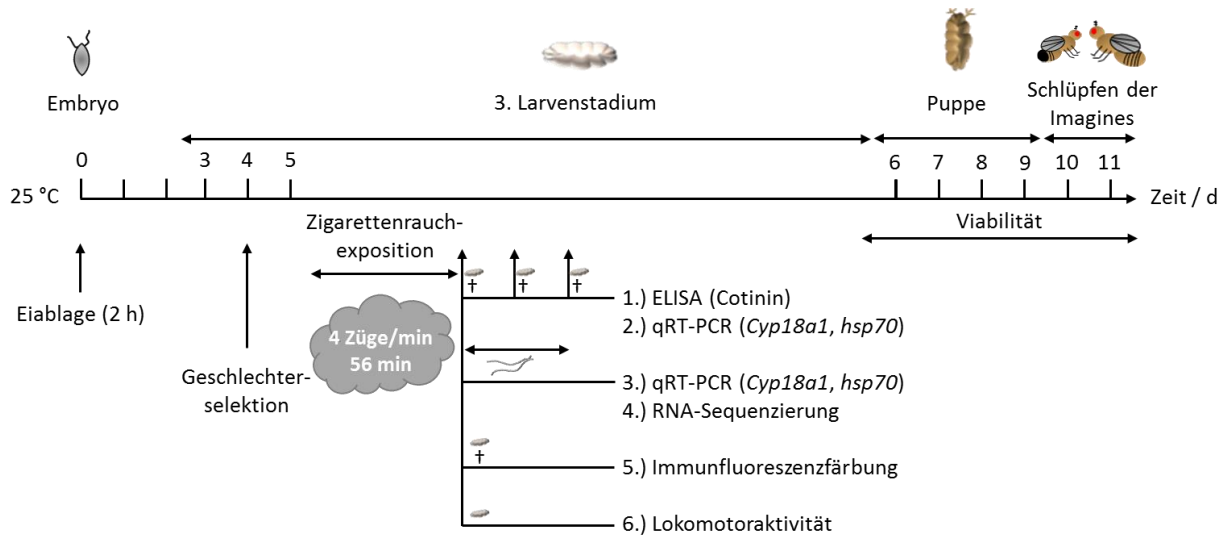 Embryo
3. Larvenstadium
Puppe
Schlüpfen der
Imagines
0
3
4
5
6
7
8
9
10
11
25 °C
Zeit / d
Zigarettenrauch-
exposition
Viabilität
Eiablage (2 h)
Geschlechter-
selektion
4 Züge/min
56 min
†
†
†
1.) ELISA (Cotinin)
2.) qRT-PCR (Cyp18a1, hsp70)
3.) qRT-PCR (Cyp18a1, hsp70)
4.) RNA-Sequenzierung
†
5.) Immunfluoreszenzfärbung
6.) Lokomotoraktivität